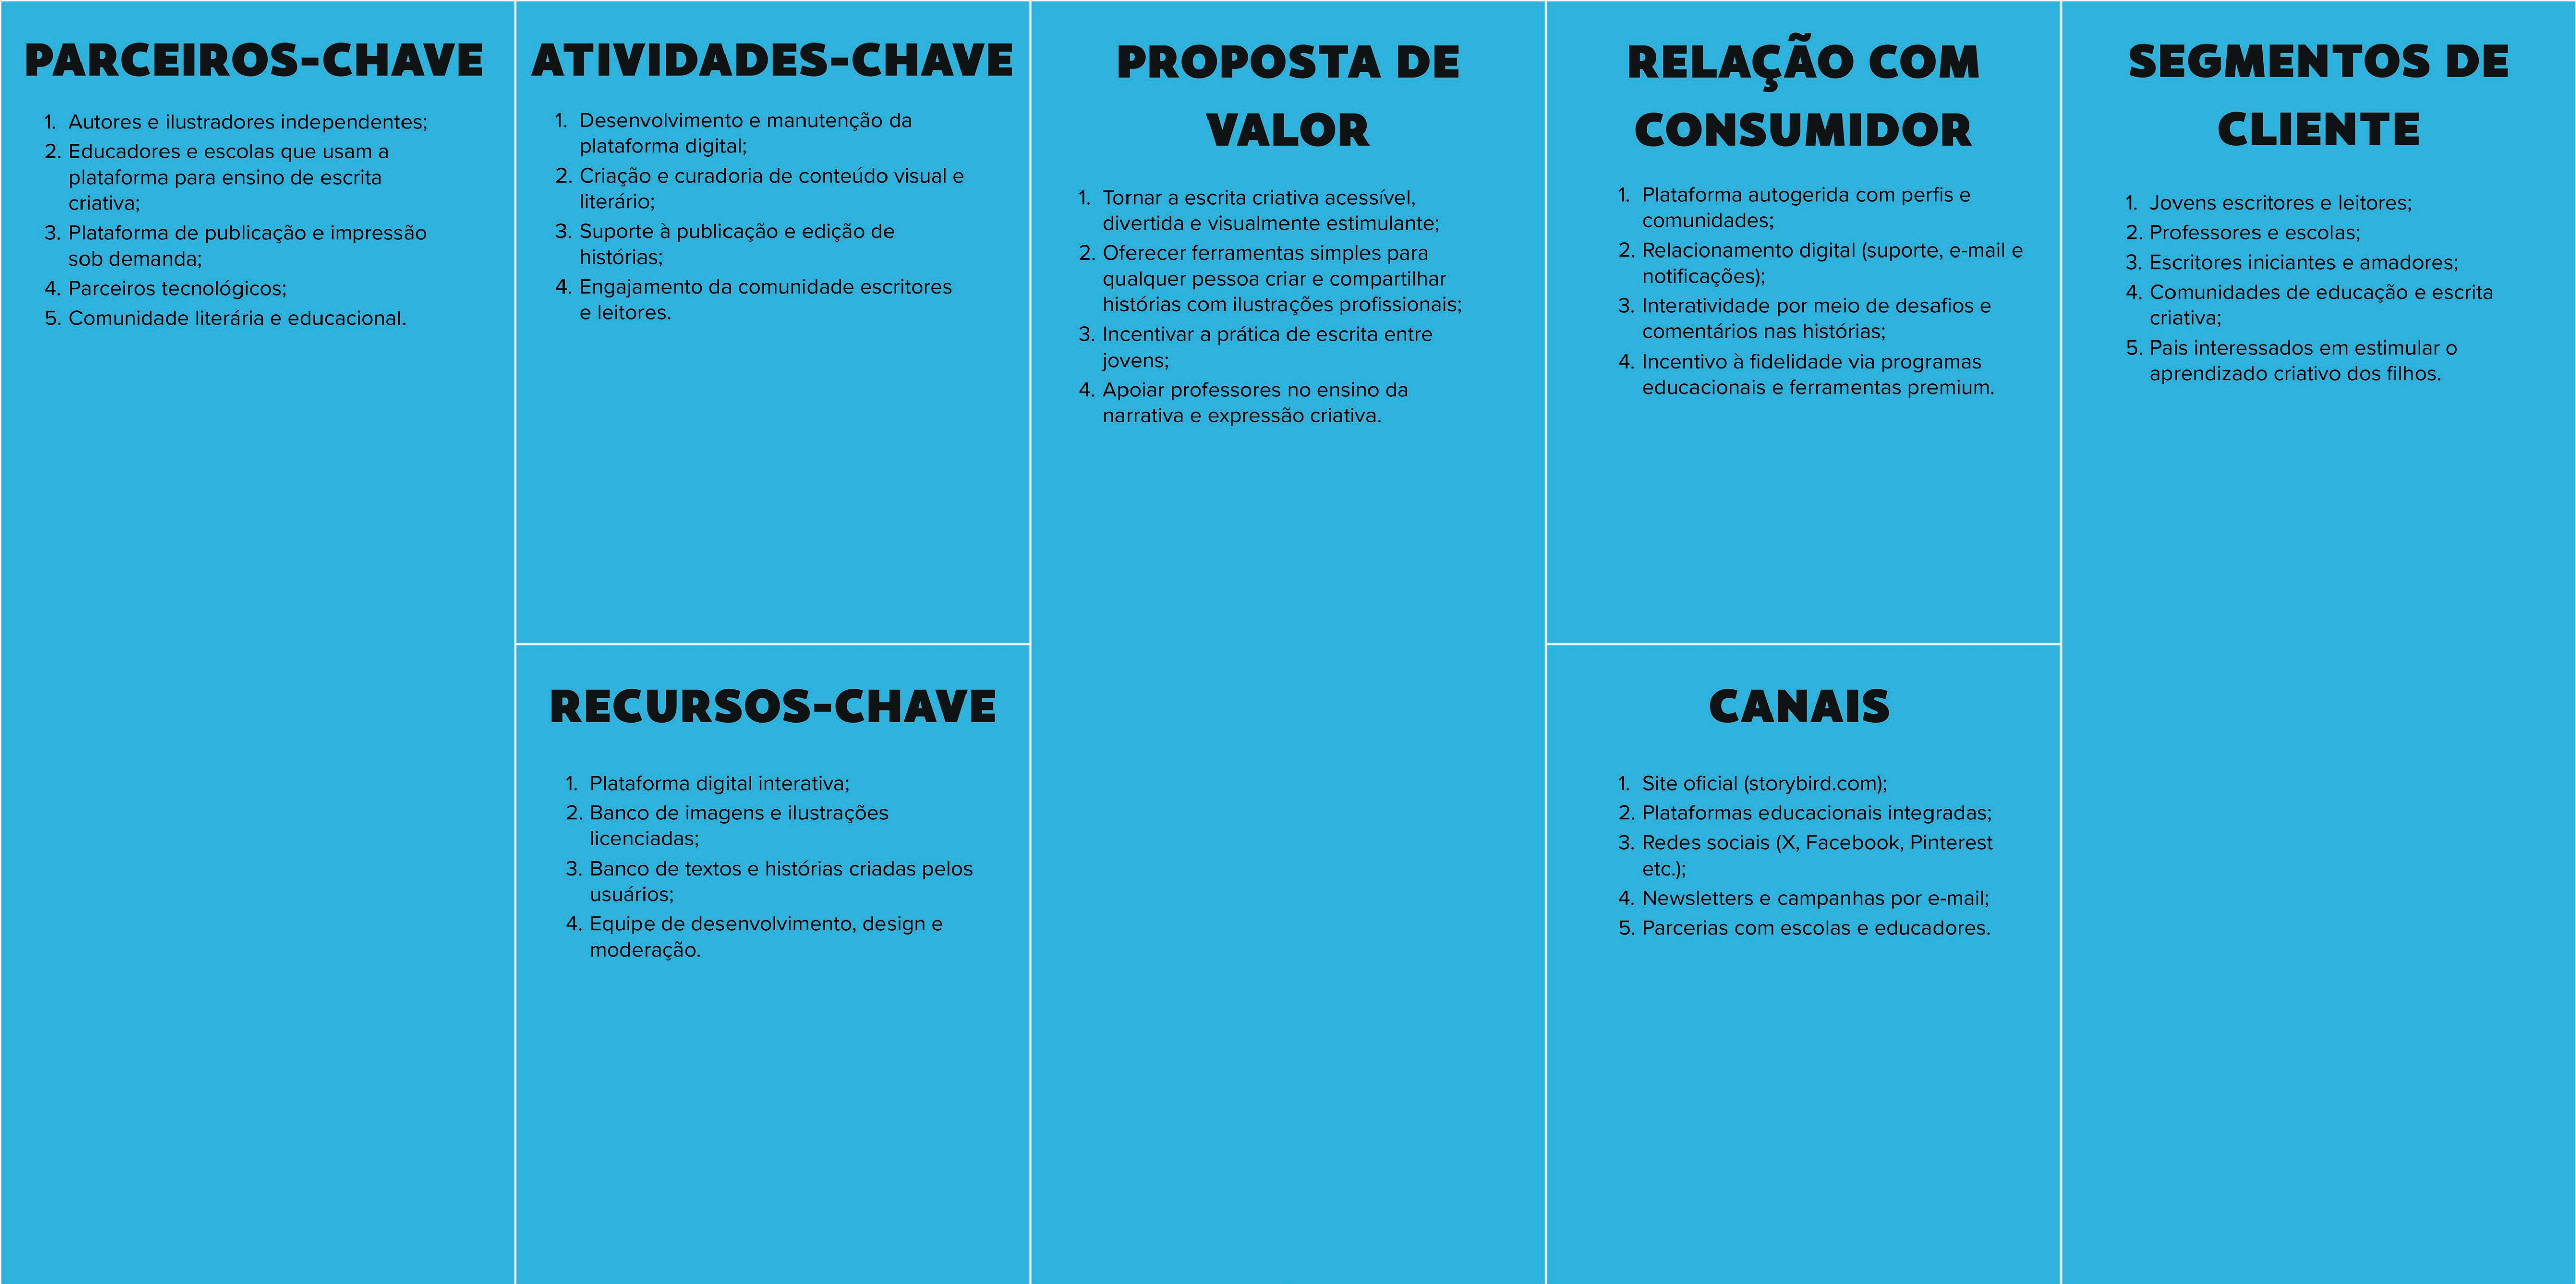 PARCEIROS-CHAVE
1. Autores e ilustradores independentes;
2. Educadores e escolas que usam a
plataforma para ensino de escrita
criativa;
3. Plataforma de publicação e impressão
sob demanda;
4. Parceiros tecnológicos;
5. Comunidade literária e educacional.
ATIVIDADES-CHAVE
1. Desenvolvimento e manutenção da
plataforma digital;
2. Criação e curadoria de conteúdo visual e
literário;
3. Suporte à publicação e edição de
histórias;
4. Engajamento da comunidade escritores
e leitores.
RECURSOS-CHAVE
1. Plataforma digital interativa;
2. Banco de imagens e ilustrações
licenciadas;
3. Banco de textos e histórias criadas pelos
usuários;
4. Equipe de desenvolvimento, design e
moderação.
PROPOSTA DE
VALOR
1. Tornar a escrita criativa acessível,
divertida e visualmente estimulante;
2. Oferecer ferramentas simples para
qualquer pessoa criar e compartilhar
histórias com ilustrações profissionais;
3. Incentivar a prática de escrita entre
jovens;
4. Apoiar professores no ensino da
narrativa e expressão criativa.
RELAÇÃO COM
CONSUMIDOR
1. Plataforma autogerida com perfis e
comunidades;
2. Relacionamento digital (suporte, e-mail e
notificações);
3. Interatividade por meio de desafios e
comentários nas histórias;
4. Incentivo à fidelidade via programas
educacionais e ferramentas premium.
CANAIS
1. Site oficial (storybird.com);
2. Plataformas educacionais integradas;
3. Redes sociais (X, Facebook, Pinterest
etc.);
4. Newsletters e campanhas por e-mail;
5. Parcerias com escolas e educadores.
SEGMENTOS DE
CLIENTE
1. Jovens escritores e leitores;
2. Professores e escolas;
3. Escritores iniciantes e amadores;
4. Comunidades de educação e escrita
criativa;
5. Pais interessados em estimular o
aprendizado criativo dos filhos.